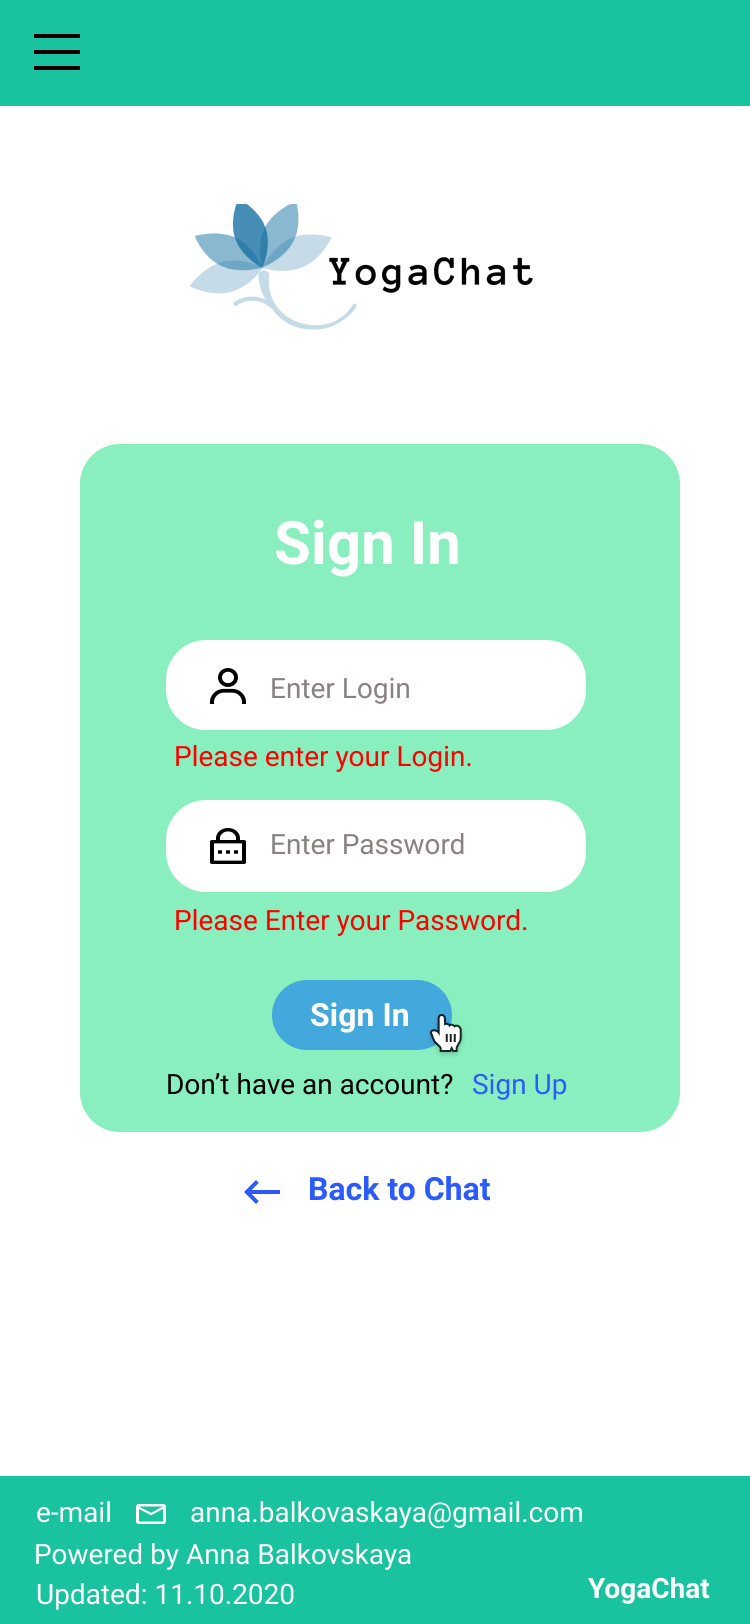 YogaChat
Sign In
Enter Login
Please enter your Login.
Enter Password
Please Enter your Password.
Sign In
Don’t have an account? Sign Up
Back to Chat
e-mail anna.balkovaskaya@gmail.com
Powered by Anna Balkovskaya
Updated: 11.10.2020
YogaChat